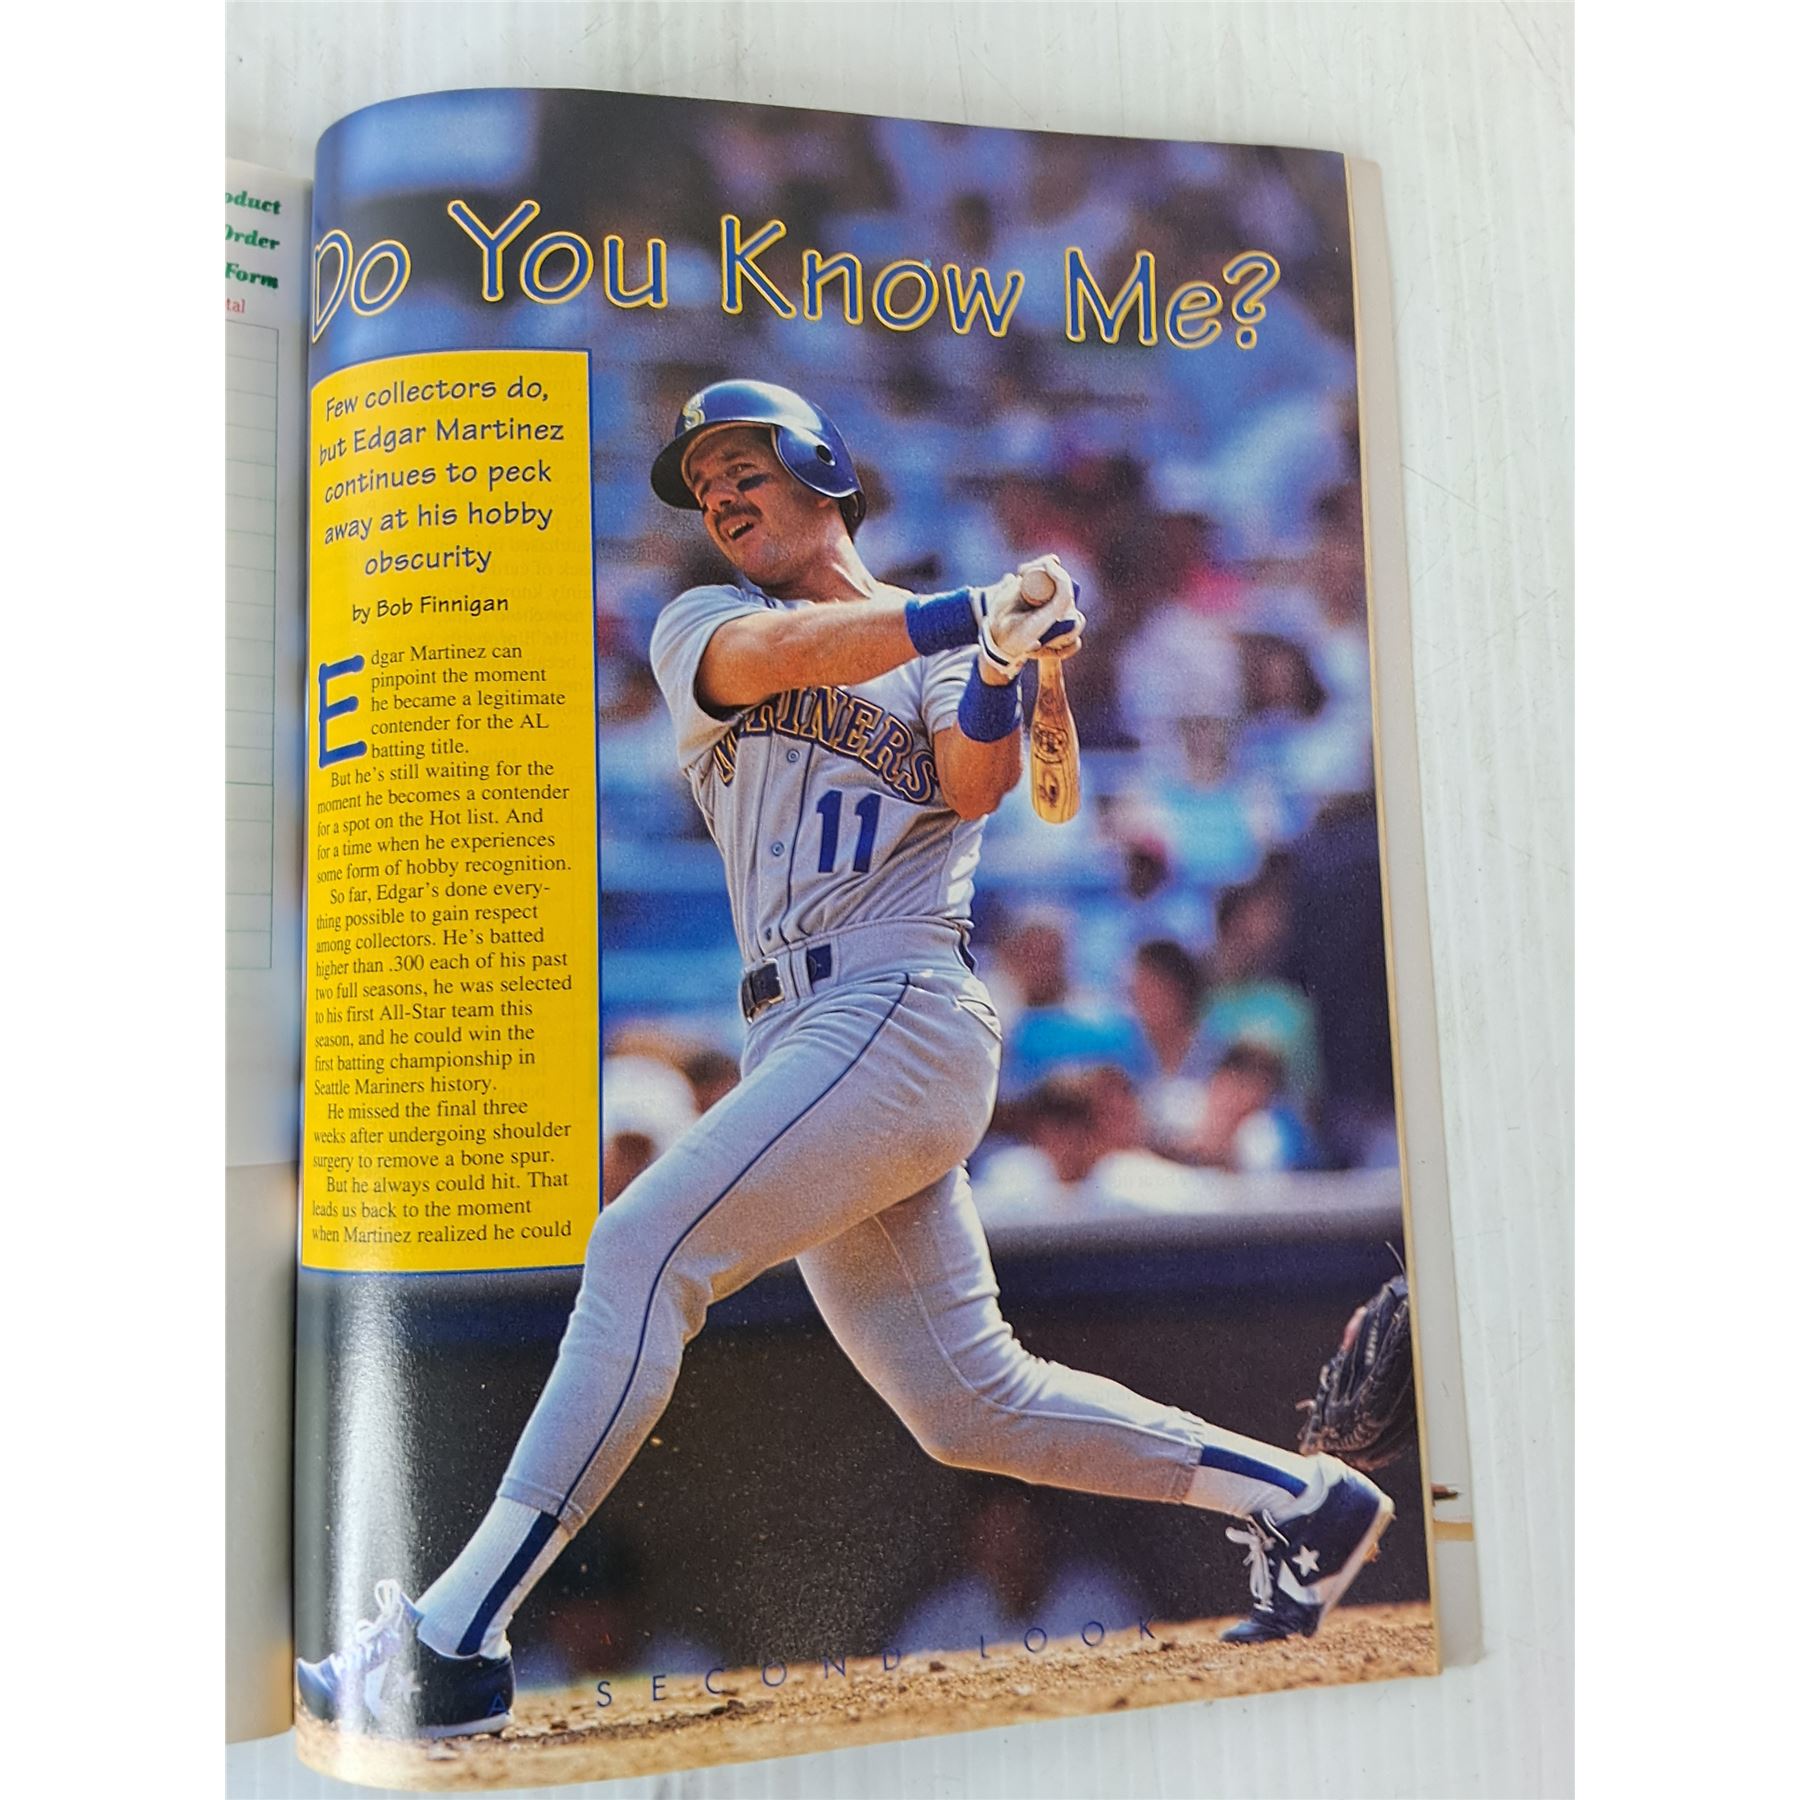 oduct
Order
Form
tal
Do You Know Me?
Few collectors do,
but Edgar Martinez
continues to peck
away at his hobby
obscurity
by Bob Finnigan
Edgar Martinez can
pinpoint the moment
he became a legitimate
contender for the AL
batting title.
But he's still waiting for the
moment he becomes a contender
for a spot on the Hot list. And
for a time when he experiences
some form of hobby recognition.
So far, Edgar's done every-
thing possible to gain respect
among collectors. He's batted
higher than .300 each of his past
two full seasons, he was selected
to his first All-Star team this
season, and he could win the
first batting championship in
Seattle Mariners history.
He missed the final three
weeks after undergoing shoulder
surgery to remove a bone spur.
But he always could hit. That
leads us back to the moment
when Martinez realized he could
S
MARINERS
11
A SECOND LOOK